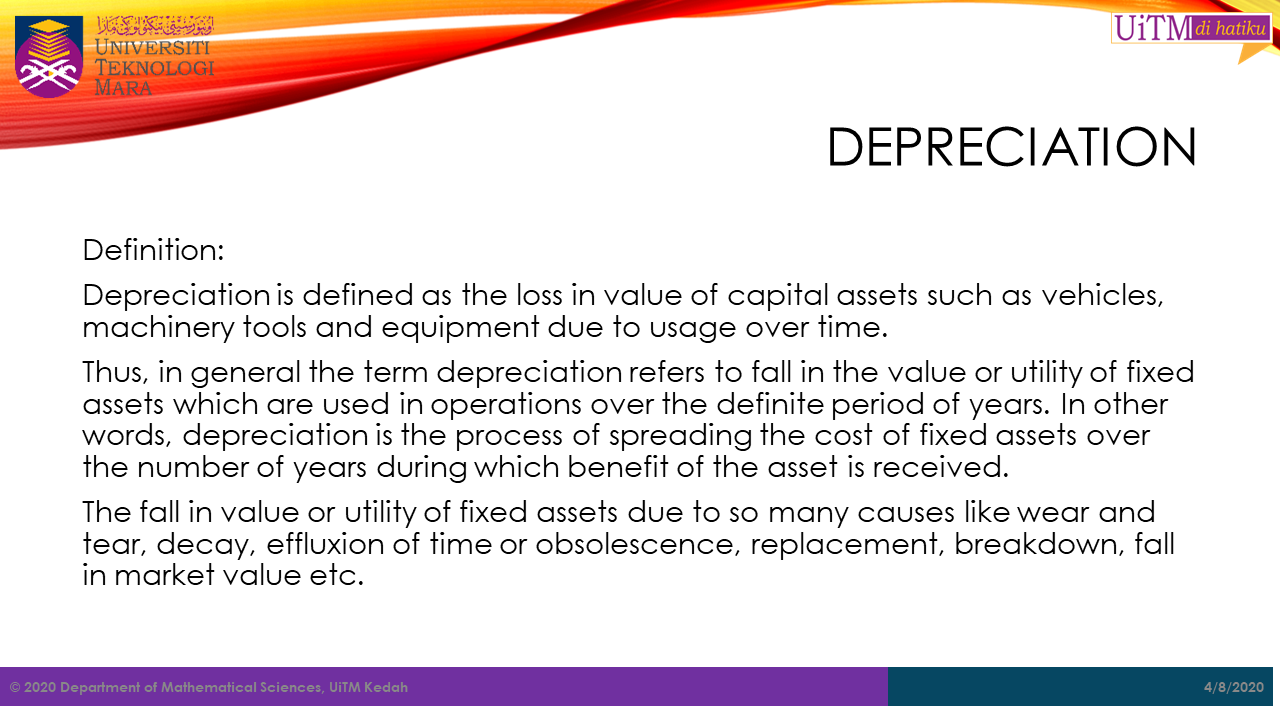 UNIVERSITI
TEKNOLOGI
MARA
UiTM di hatiku
DEPRECIATION
Definition:
Depreciation is defined as the loss in value of capital assets such as vehicles,
machinery tools and equipment due to usage over time.
Thus, in general the term depreciation refers to fall in the value or utility of fixed
assets which are used in operations over the definite period of years. In other
words, depreciation is the process of spreading the cost of fixed assets over
the number of years during which benefit of the asset is received.
The fall in value or utility of fixed assets due to so many causes like wear and
tear, decay, effluxion of time or obsolescence, replacement, breakdown, fall
in market value etc.
© 2020 Department of Mathematical Sciences, UiTM Kedah
4/8/2020